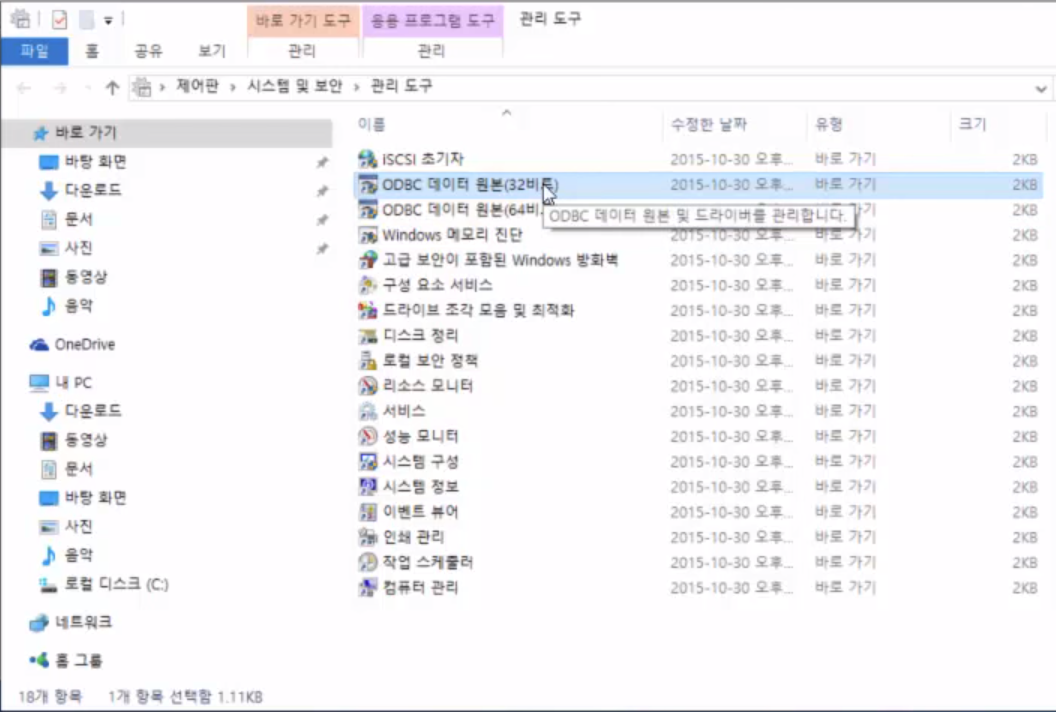 바로 가기 도구 응용 프로그램 도구 관리 도구
파일 홈 공유 보기 관리 관리
제어판 › 시스템 및 보안 › 관리 도구
이름 수정한 날짜 유형 크기
바로 가기
바탕 화면
다운로드
문서
사진
동영상
음악
OneDrive
내 PC
다운로드
동영상
문서
바탕 화면
사진
음악
로컬 디스크 (C:)
네트워크
홈 그룹
iSCSI 초기자 2015-10-30 오후... 바로 가기 2KB
ODBC 데이터 원본(32비트) 2015-10-30 오후... 바로 가기 2KB
ODBC 데이터 원본(64비 가기 2KB
ODBC 데이터 원본 및 드라이버를 관리합니다.
Windows 메모리 진단 2015-10-30 오후... 바로 가기 2KB
고급 보안이 포함된 Windows 방화벽 2015-10-30 오후... 바로 가기 2KB
구성 요소 서비스 2015-10-30 오후... 바로 가기 2KB
드라이브 조각 모음 및 최적화 2015-10-30 오후... 바로 가기 2KB
디스크 정리 2015-10-30 오후... 바로 가기 2KB
로컬 보안 정책 2015-10-30 오후... 바로 가기 2KB
리소스 모니터 2015-10-30 오후... 바로 가기 2KB
서비스 2015-10-30 오후... 바로 가기 2KB
성능 모니터 2015-10-30 오후... 바로 가기 2KB
시스템 구성 2015-10-30 오후... 바로 가기 2KB
시스템 정보 2015-10-30 오후... 바로 가기 2KB
이벤트 뷰어 2015-10-30 오후... 바로 가기 2KB
인쇄 관리 2015-10-30 오후... 바로 가기 2KB
작업 스케줄러 2015-10-30 오후... 바로 가기 2KB
컴퓨터 관리 2015-10-30 오후... 바로 가기 2KB
18개 항목 1개 항목 선택함 1.11KB